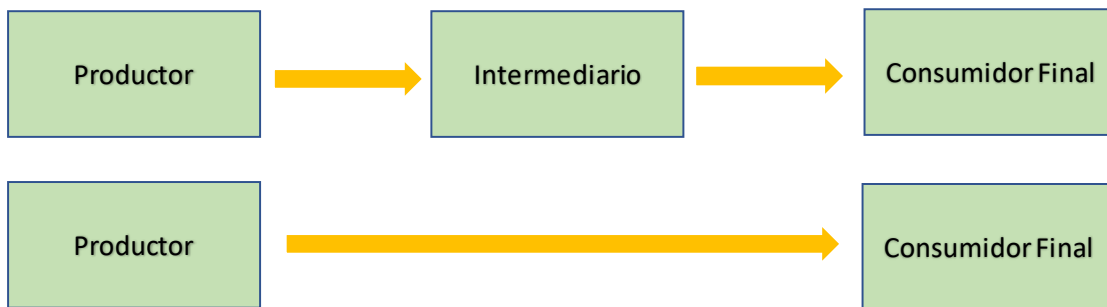 Productor
Intermediario
Consumidor Final
Productor
Consumidor Final